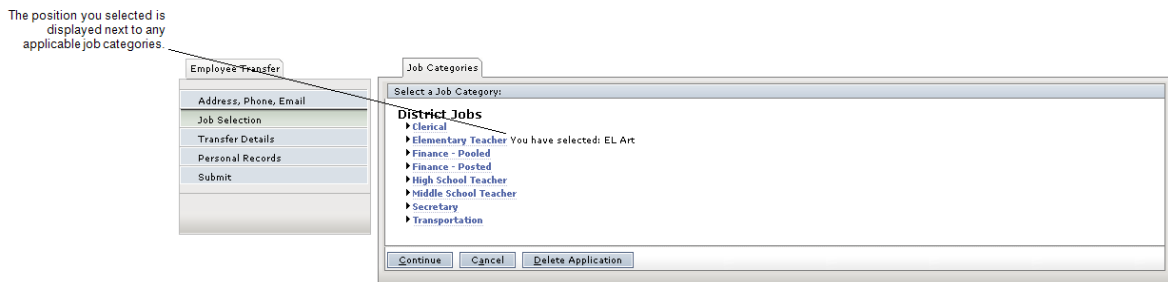 The position you selected is
displayed next to any
applicable job categories.
Employee Transfer
Address, Phone, Email
Job Selection
Transfer Details
Personal Records
Submit
Job Categories
Select a Job Category:
District Jobs
Clerical
Elementary Teacher You have selected: EL Art
Finance - Pooled
Finance - Posted
High School Teacher
Middle School Teacher
Secretary
Transportation
Continue Cancel Delete Application